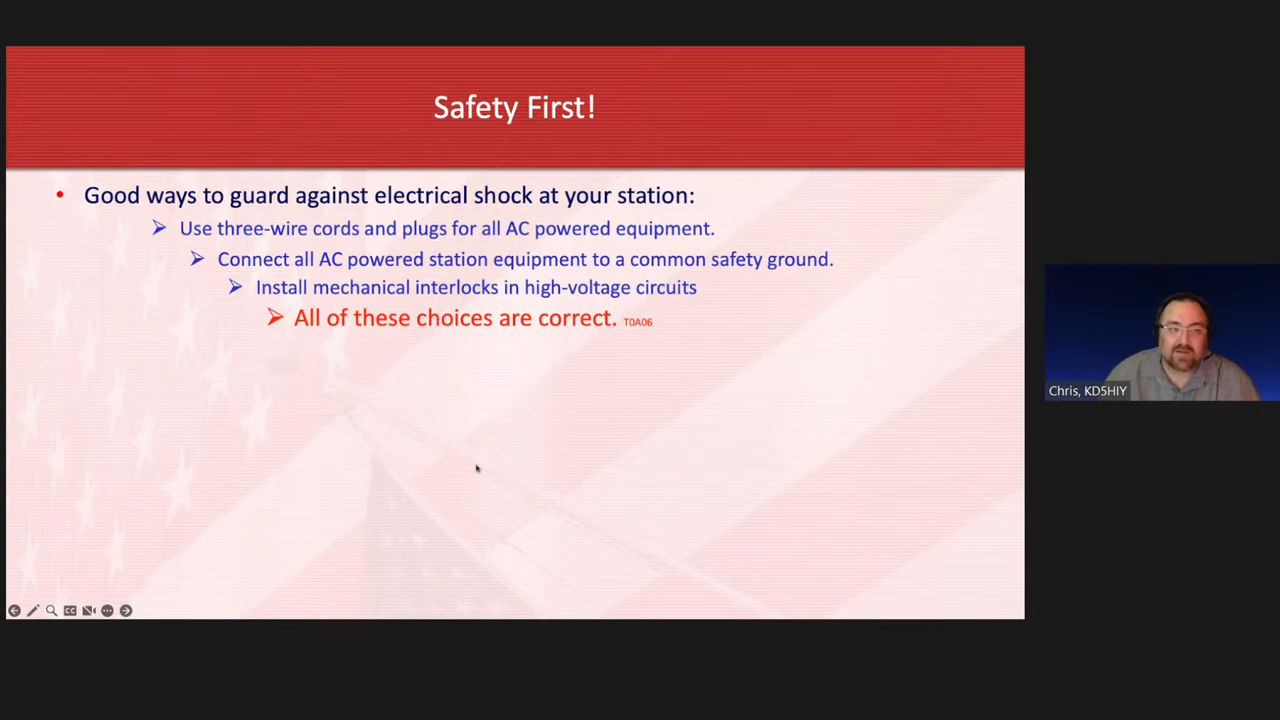 Safety First!
• Good ways to guard against electrical shock at your station:
➢ Use three-wire cords and plugs for all AC powered equipment.
➢ Connect all AC powered station equipment to a common safety ground.
➢ Install mechanical interlocks in high-voltage circuits
➢ All of these choices are correct. T0A06
Chris, KD5HIY
CC